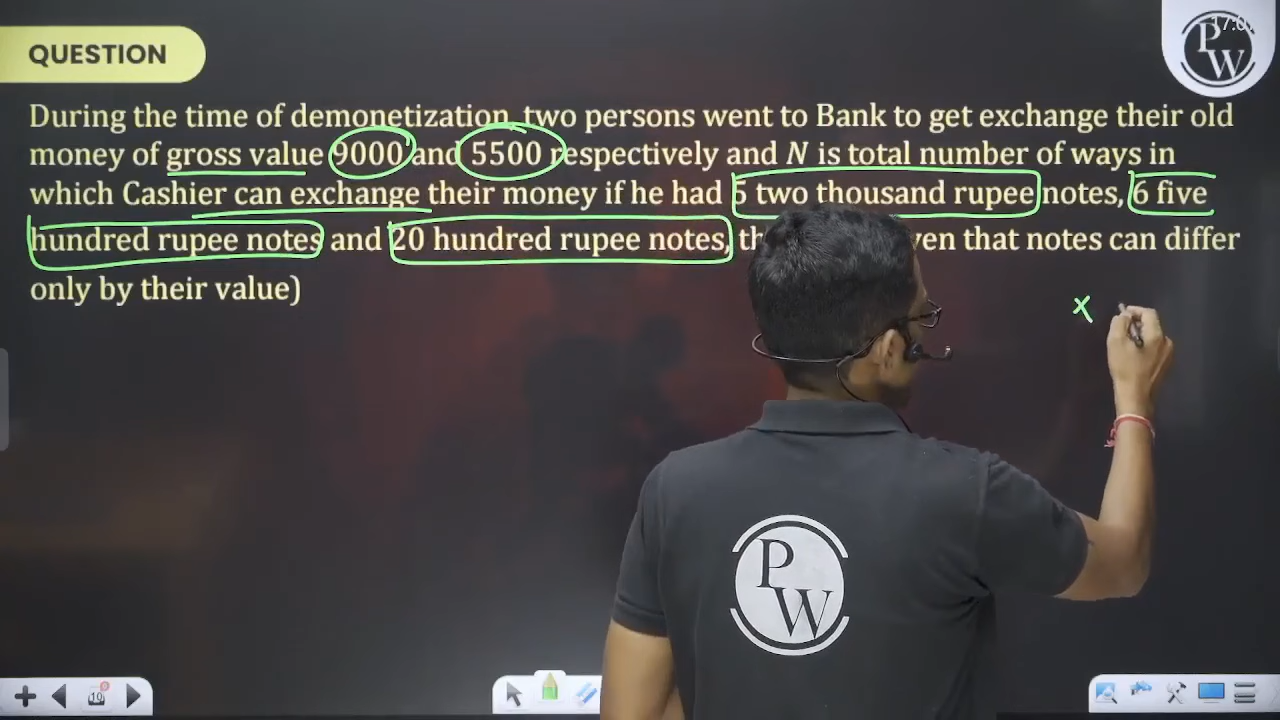 17:0
P
W
QUESTION
During the time of demonetization, two persons went to Bank to get exchange their old
money of gross value 9000 and 5500 respectively and N is total number of ways in
which Cashier can exchange their money if he had 5 two thousand rupee notes, 6 five
hundred rupee notes and 20 hundred rupee notes, ven that notes can differ
only by their value)
x
P
W
10